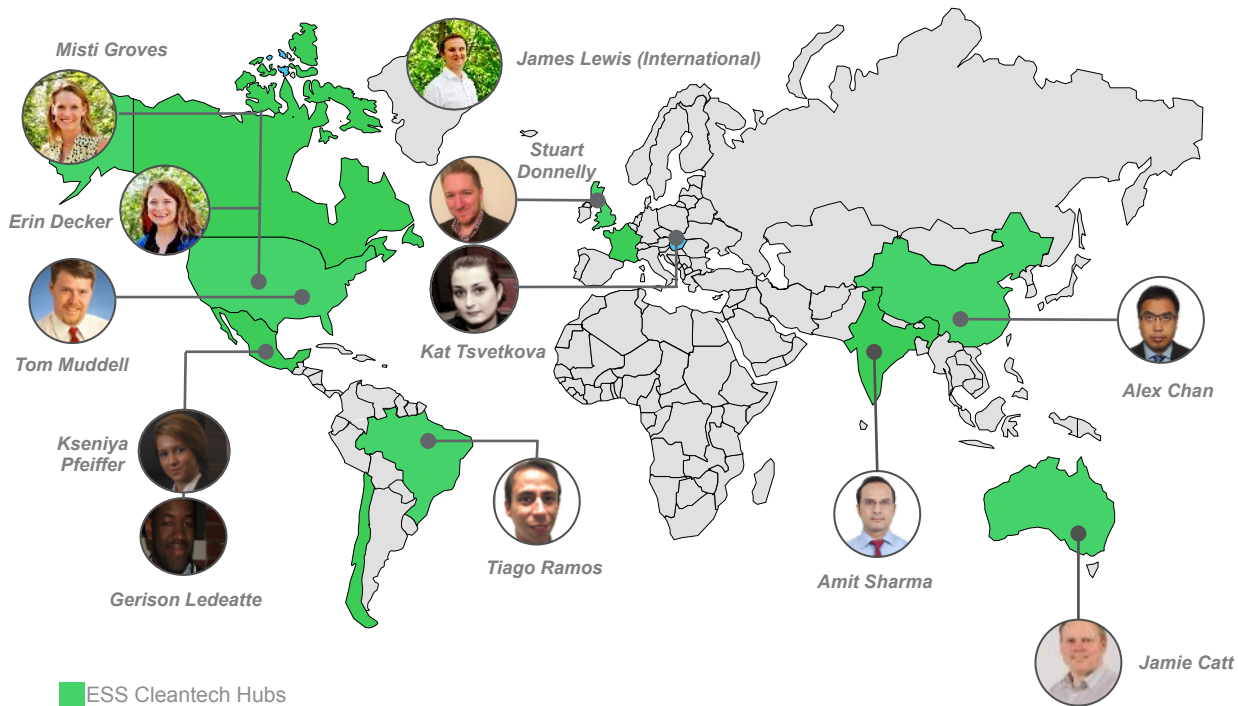 Misti Groves
James Lewis (International)
Stuart
Donnelly
Erin Decker
Tom Muddell
Kat Tsvetkova
Alex Chan
Kseniya
Pfeiffer
Tiago Ramos
Amit Sharma
Gerison Ledeatte
Jamie Catt
ESS Cleantech Hubs